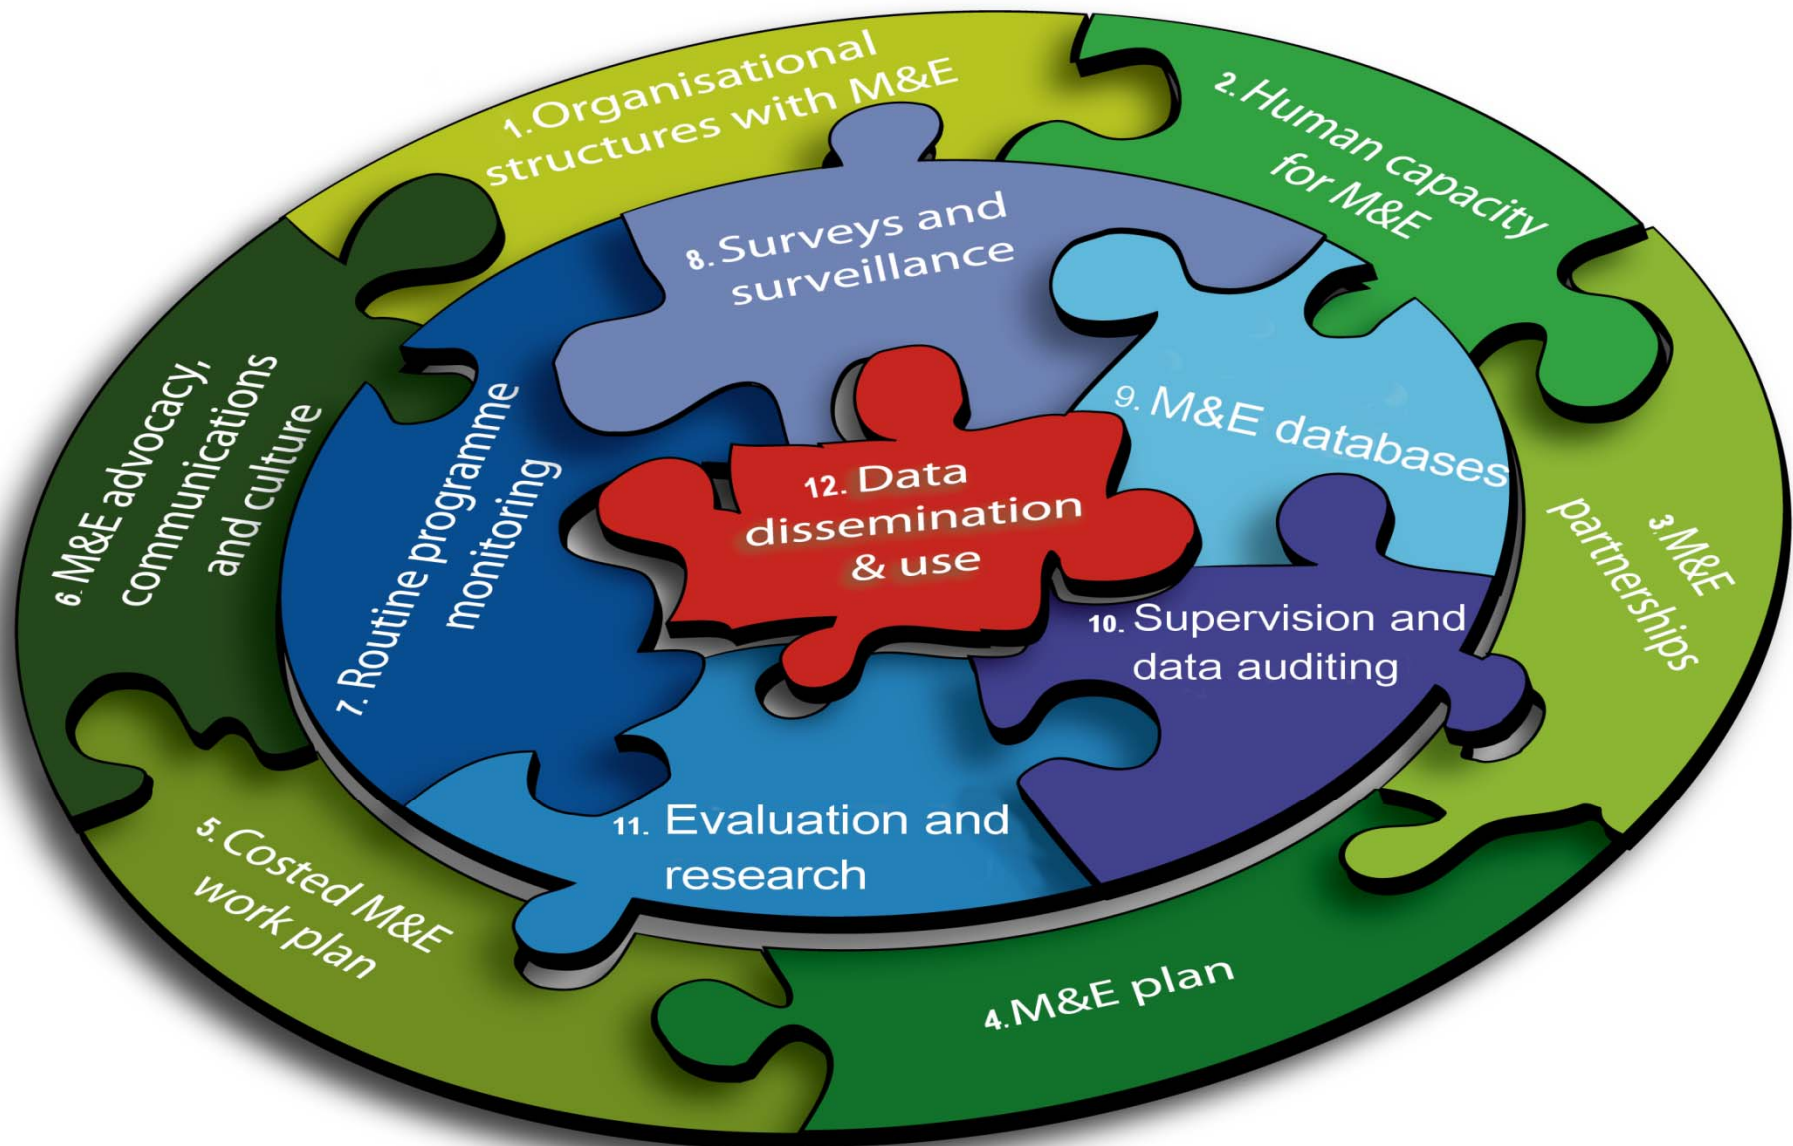 1.Organisational
structures with M&E
2.Human capacity
for M&E
3.M&E
partnerships
4.M&E plan
5.Costed M&E
work plan
6.M&E advocacy,
communications
and culture
7.Routine programme
monitoring
8.Surveys and
surveillance
9. M&E databases
10. Supervision and
data auditing
11. Evaluation and
research
12. Data
dissemination
& use